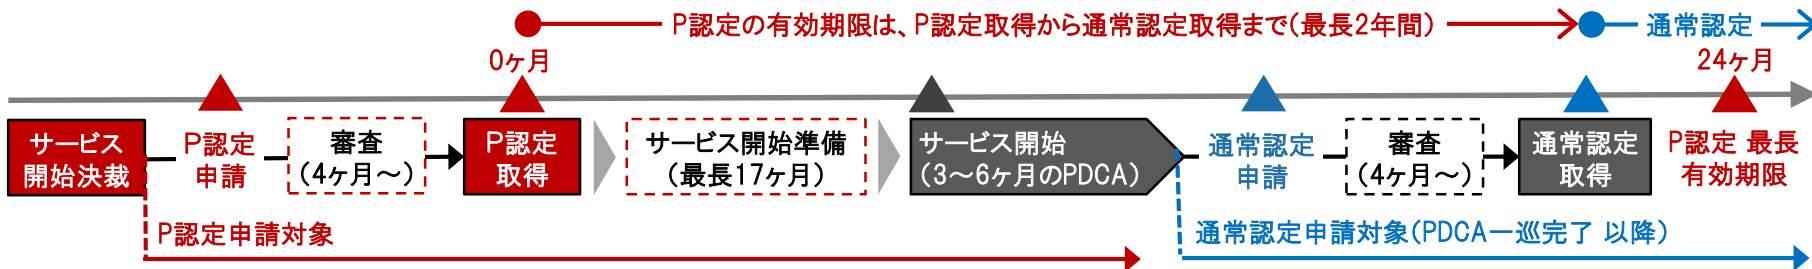 P認定の有効期限は、P認定取得から通常認定取得まで(最長2年間)
通常認定
0ヶ月
24ヶ月
サービス
開始決裁
P認定
申請
審査
(4ヶ月～)
P認定
取得
サービス開始準備
(最長17ヶ月)
サービス開始
(3～6ヶ月のPDCA)
通常認定
申請
審査
(4ヶ月～)
通常認定
取得
P認定 最長
有効期限
P認定申請対象
通常認定申請対象(PDCA一巡完了 以降)